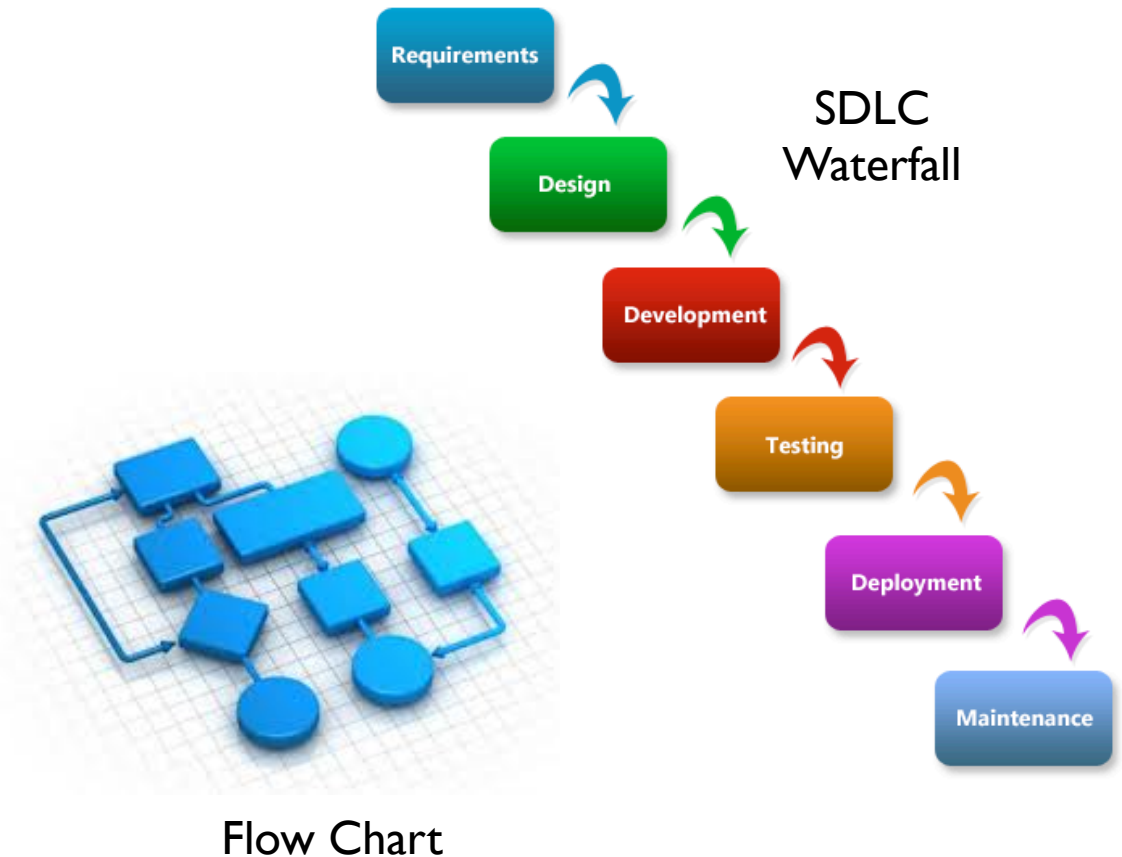 Requirements
SDLC
Waterfall
Design
Development
Testing
Deployment
Maintenance
Flow Chart